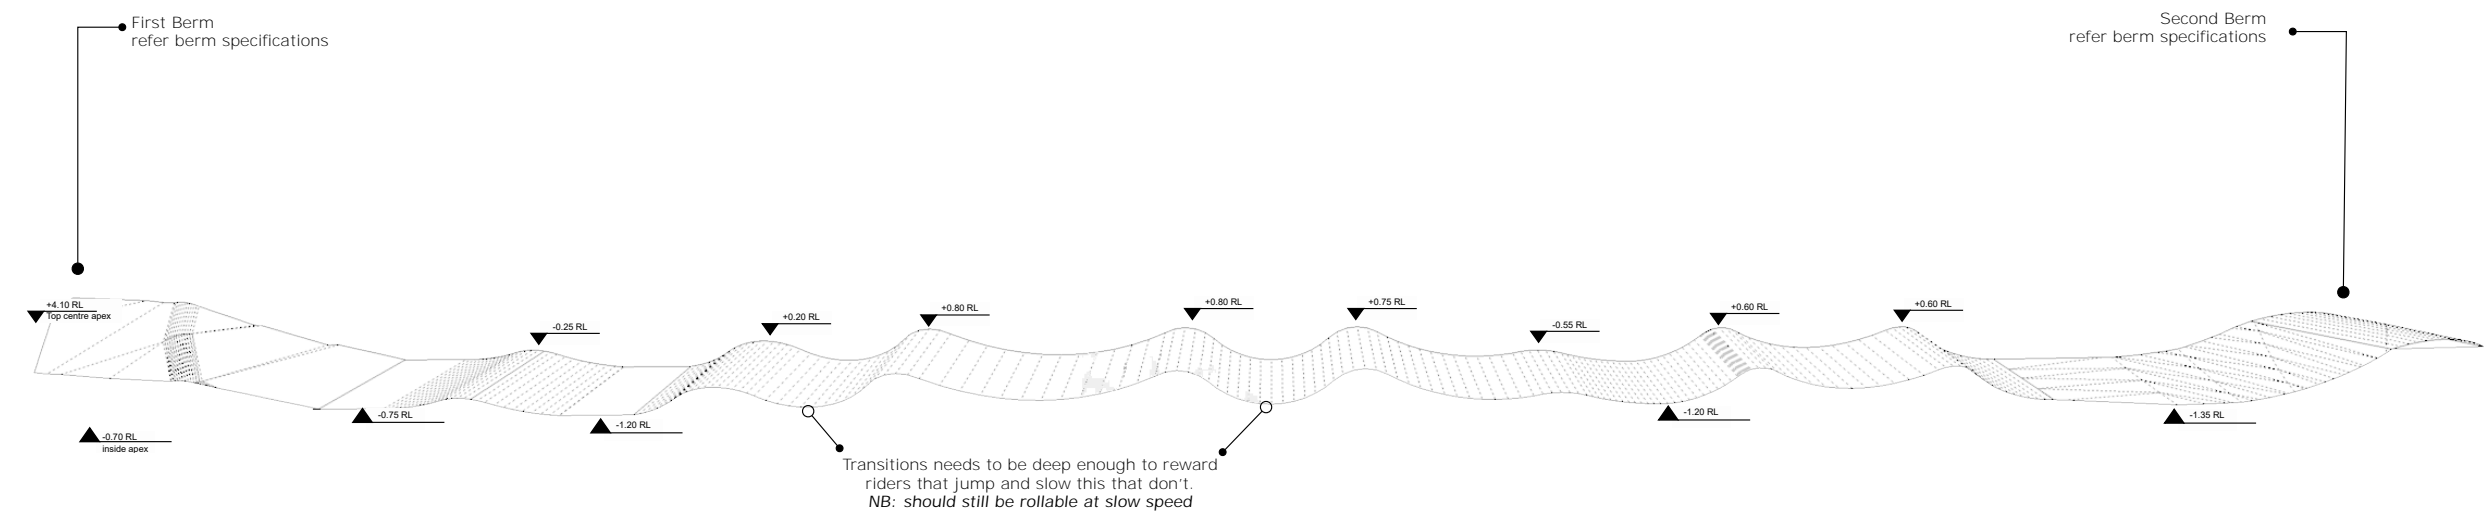 First Berm
refer berm specifications
Second Berm
refer berm specifications
+4.10 RL
Top centre apex
-0.25 RL
+0.20 RL
+0.80 RL
+0.80 RL
+0.75 RL
-0.55 RL
+0.60 RL
+0.60 RL
-0.75 RL
-1.20 RL
-1.20 RL
-1.35 RL
-0.70 RL
inside apex
Transitions needs to be deep enough to reward
riders that jump and slow this that don't.
NB: should still be rollable at slow speed